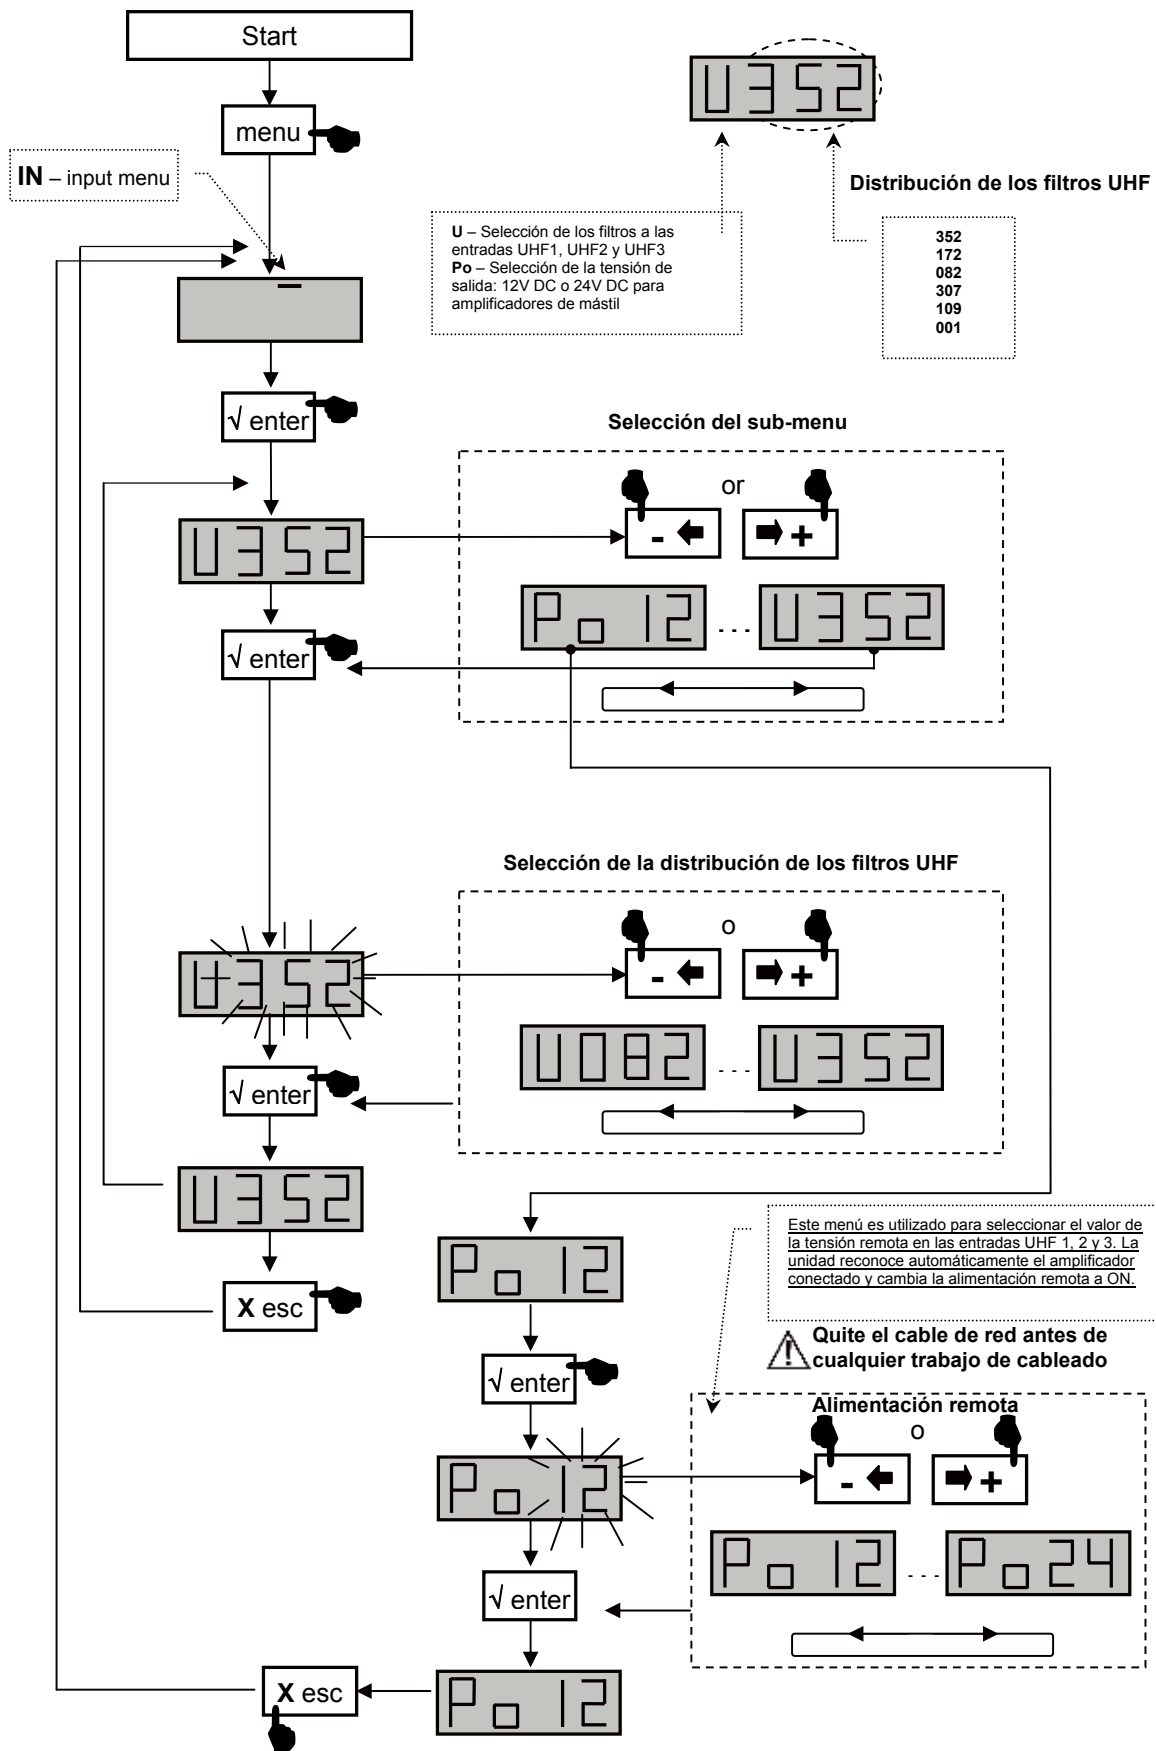 Start
U352
menu
IN – input menu
Distribución de los filtros UHF
U – Selección de los filtros a las
entradas UHF1, UHF2 y UHF3
Po – Selección de la tensión de
salida: 12V DC o 24V DC para
amplificadores de mástil
352
172
082
307
109
001
√ enter
Selección del sub-menu
or
- +
U352
Po 12 ... U352
√ enter
Selección de la distribución de los filtros UHF
o
- +
U352
U082 ... U352
√ enter
U352
X esc
Este menú es utilizado para seleccionar el valor de
la tensión remota en las entradas UHF 1, 2 y 3. La
unidad reconoce automáticamente el amplificador
conectado y cambia la alimentación remota a ON.
Po 12
Quite el cable de red antes de
cualquier trabajo de cableado
√ enter
Alimentación remota
o
- +
Po 12
Po 12 ... Po24
√ enter
X esc
Po 12